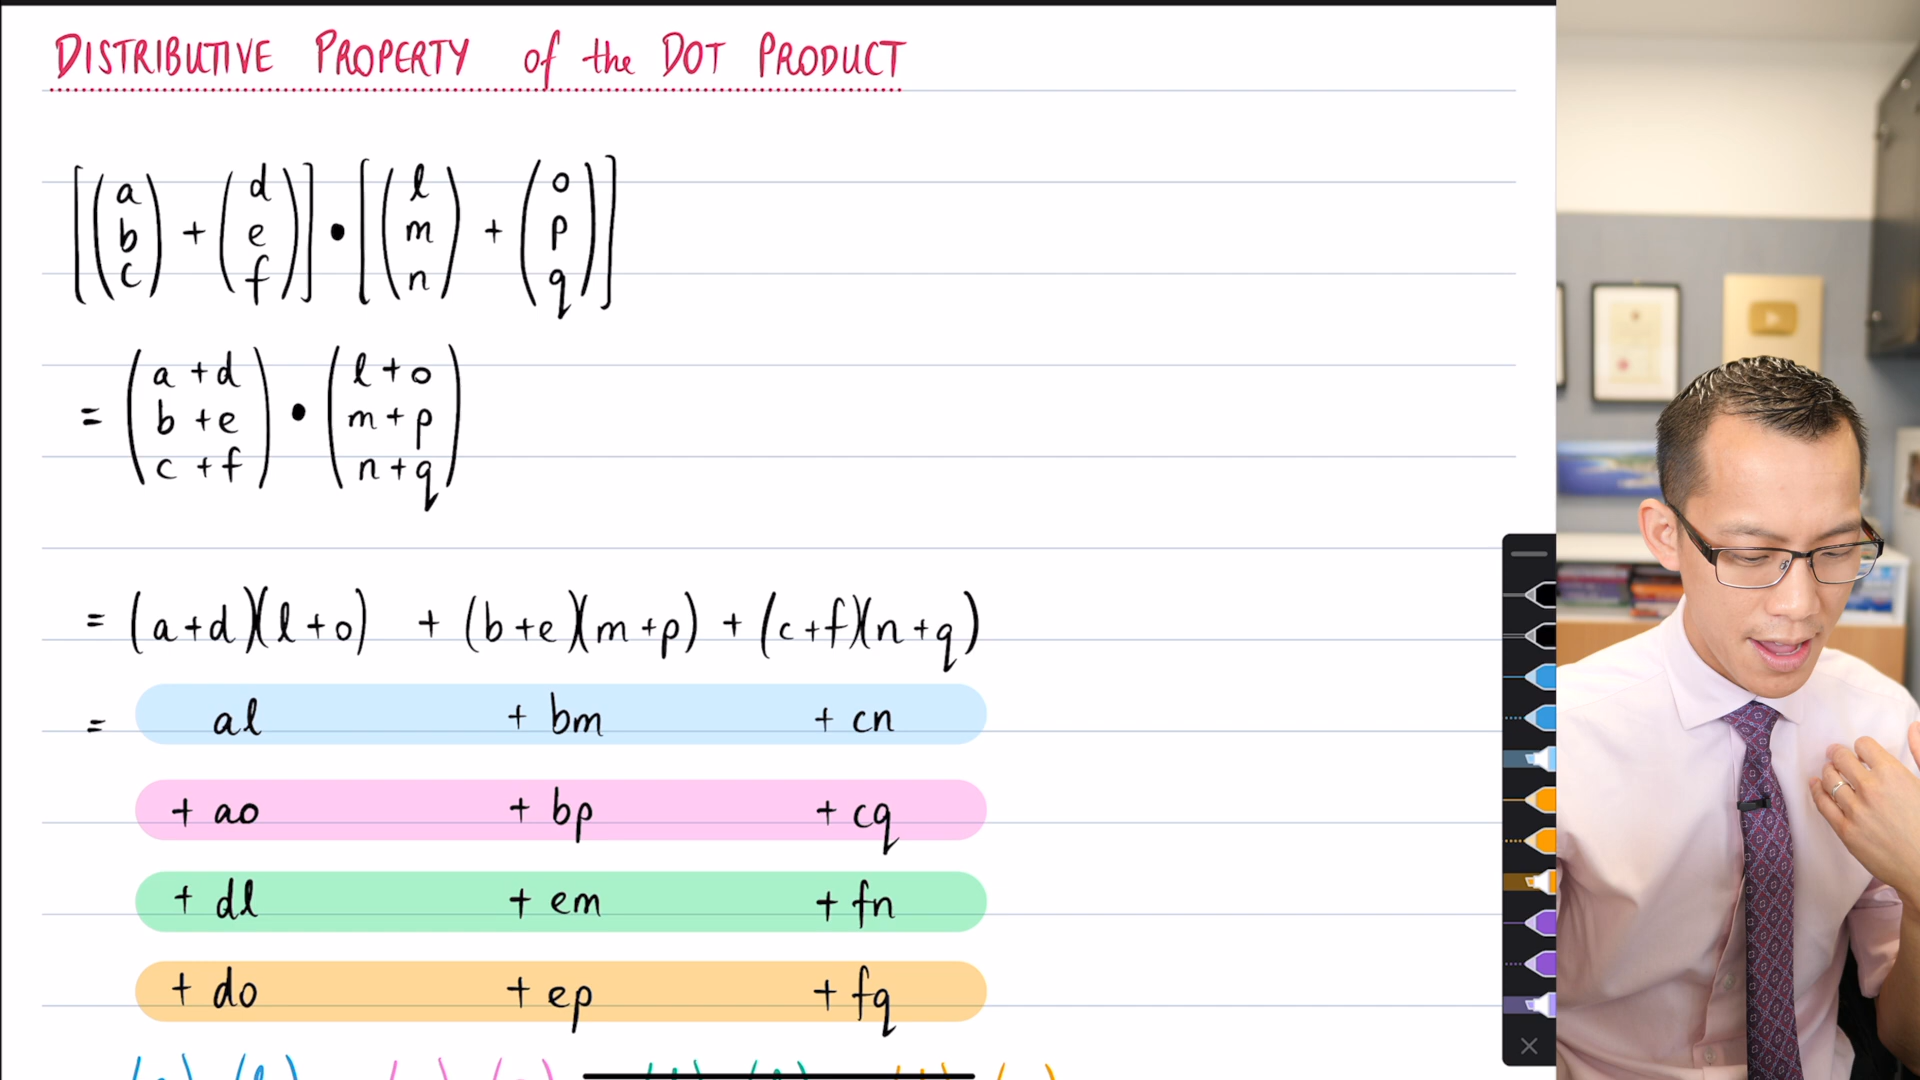 DISTRIBUTIVE PROPERTY of the DOT PRODUCT
[(a b c) + (d e f)] • [(l m n) + (o p q)]
= (a + d b + e c + f) • (l + o m + p n + q)
= (a + d)(l + o) + (b + e)(m + p) + (c + f)(n + q)
= al + bm + cn
+ ao + bp + cq
+ dl + em + fn
+ do + ep + fq